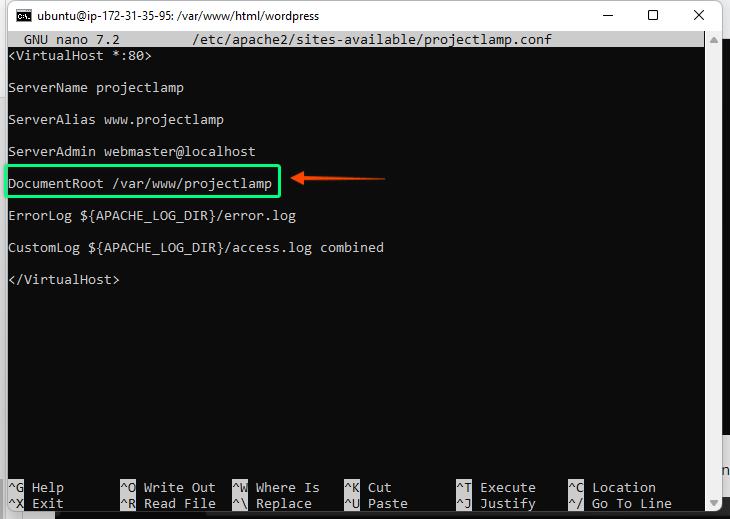 ubuntu@ip-172-31-35-95: /var/www/html/wordpress
GNU nano 7.2 /etc/apache2/sites-available/projectlamp.conf
<VirtualHost *:80>
ServerName projectlamp
ServerAlias www.projectlamp
ServerAdmin webmaster@localhost
DocumentRoot /var/www/projectlamp
ErrorLog ${APACHE_LOG_DIR}/error.log
CustomLog ${APACHE_LOG_DIR}/access.log combined
</VirtualHost>
^G Help ^O Write Out ^W Where Is ^K Cut ^T Execute ^C Location
^X Exit ^R Read File ^\ Replace ^U Paste ^J Justify ^/ Go To Line